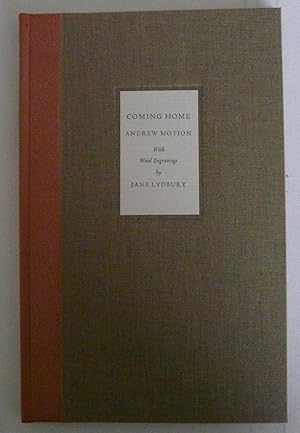 COMING HOME
ANDREW MOTION
With
Wood Engravings
by
JANE LYDBURY